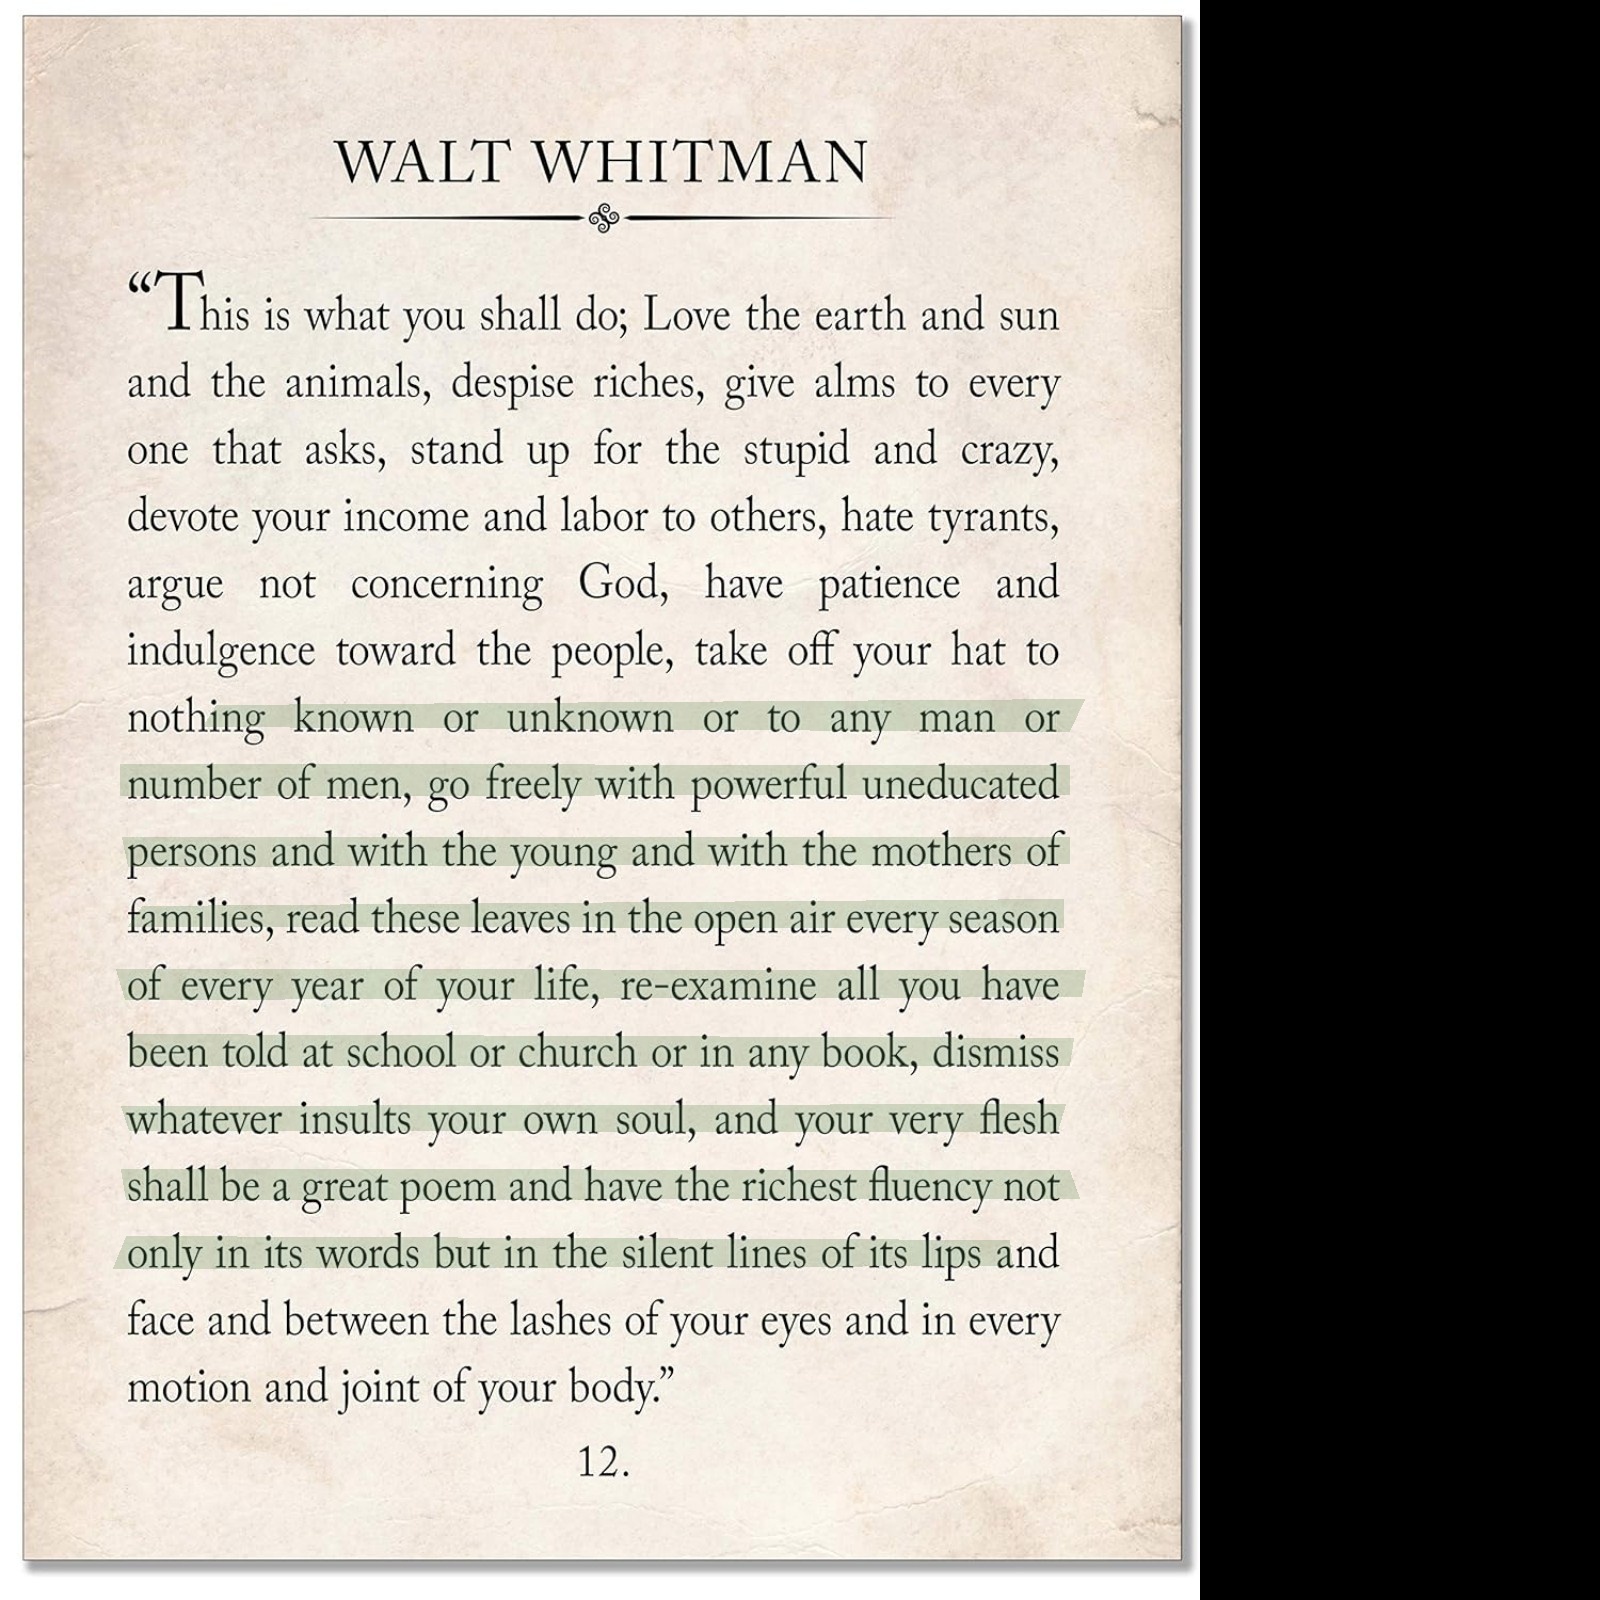 WALT WHITMAN
“This is what you shall do; Love the earth and sun
and the animals, despise riches, give alms to every
one that asks, stand up for the stupid and crazy,
devote your income and labor to others, hate tyrants,
argue not concerning God, have patience and
indulgence toward the people, take off your hat to
nothing known or unknown or to any man or
number of men, go freely with powerful uneducated
persons and with the young and with the mothers of
families, read these leaves in the open air every season
of every year of your life, re-examine all you have
been told at school or church or in any book, dismiss
whatever insults your own soul, and your very flesh
shall be a great poem and have the richest fluency not
only in its words but in the silent lines of its lips and
face and between the lashes of your eyes and in every
motion and joint of your body.”
12.